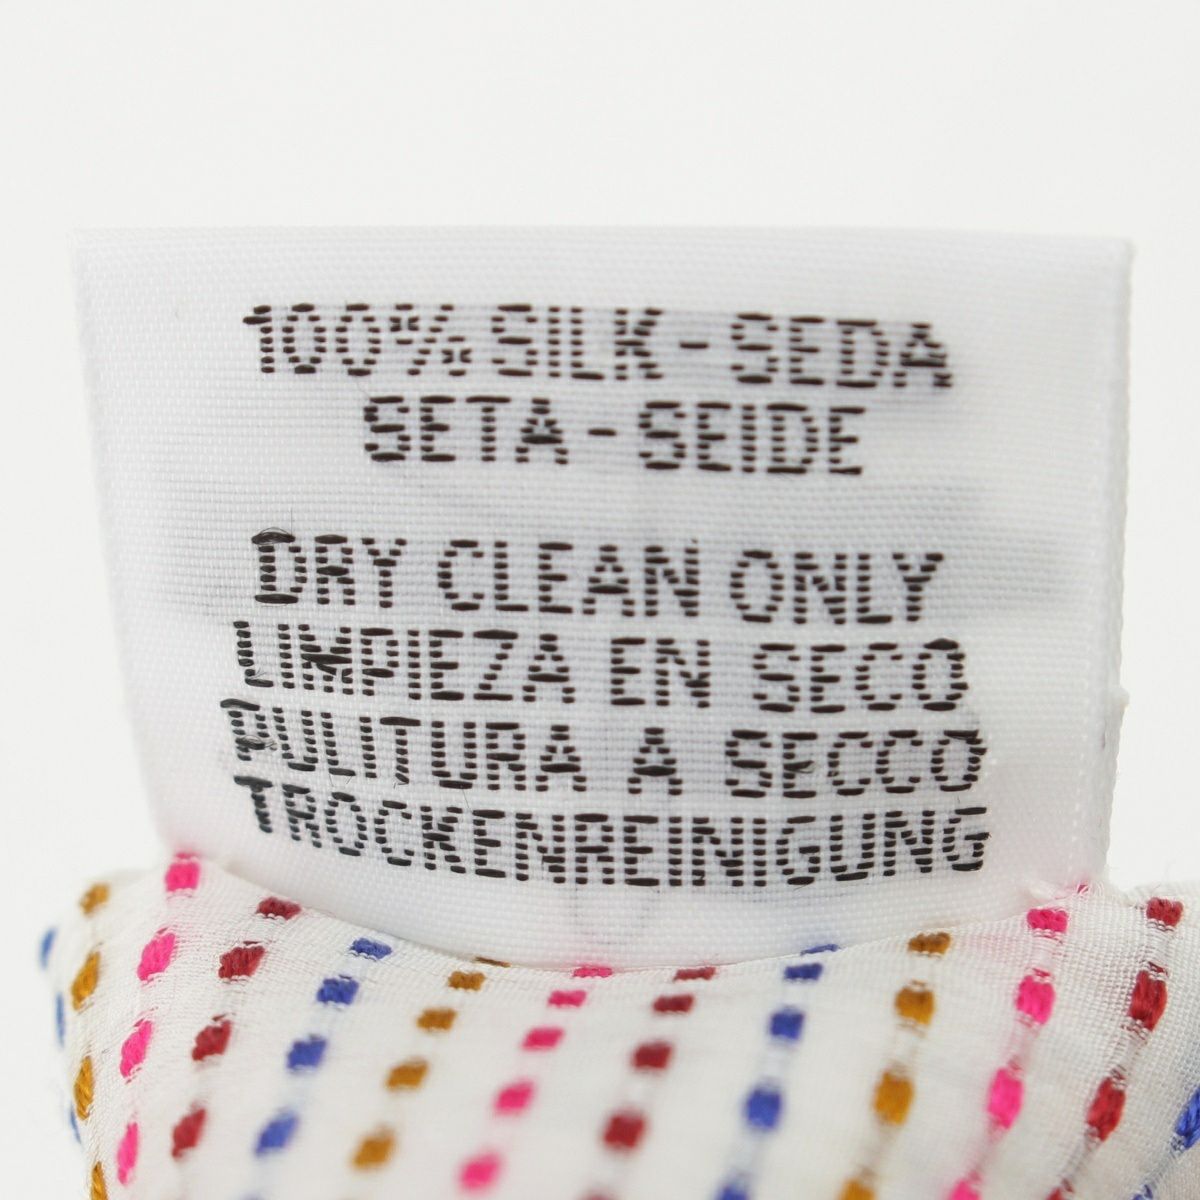 100% SILK - SEDA
SETA - SEIDE
DRY CLEAN ONLY
LIMPIEZA EN SECO
PULITURA A SECCO
TROCKENREINIGUNG